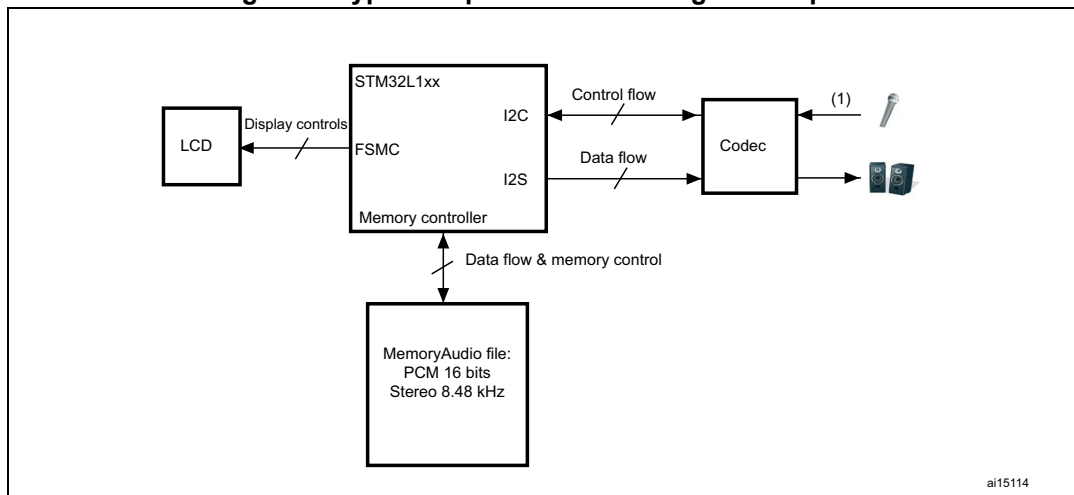 STM32L1xx
I2C
Control flow
(1)
LCD
Display controls
FSMC
Codec
Data flow
I2S
Memory controller
Data flow & memory control
MemoryAudio file:
PCM 16 bits
Stereo 8.48 kHz
ai15114